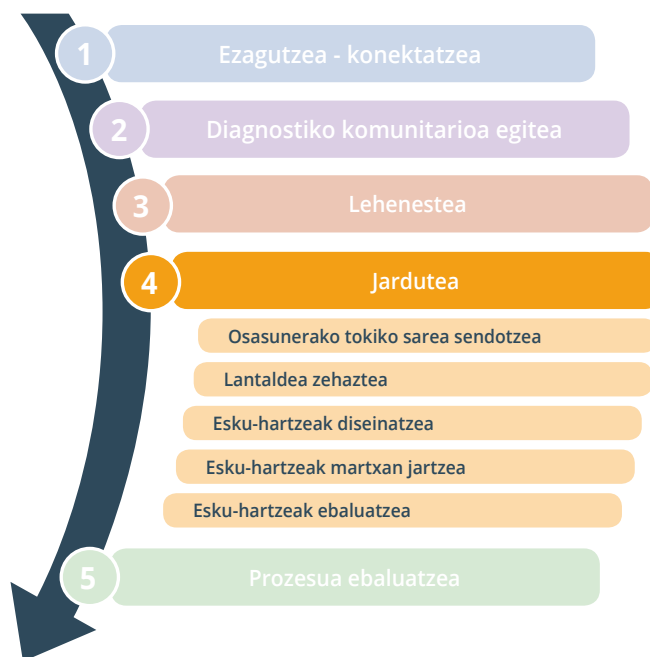 1 Ezagutzea - konektatzea
2 Diagnostiko komunitarioa egitea
3 Lehenestea
4 Jardutea
Osasunerako tokiko sarea sendotzea
Lantaldea zehaztea
Esku-hartzeak diseinatzea
Esku-hartzeak martxan jartzea
Esku-hartzeak ebaluatzea
5 Prozesua ebaluatzea